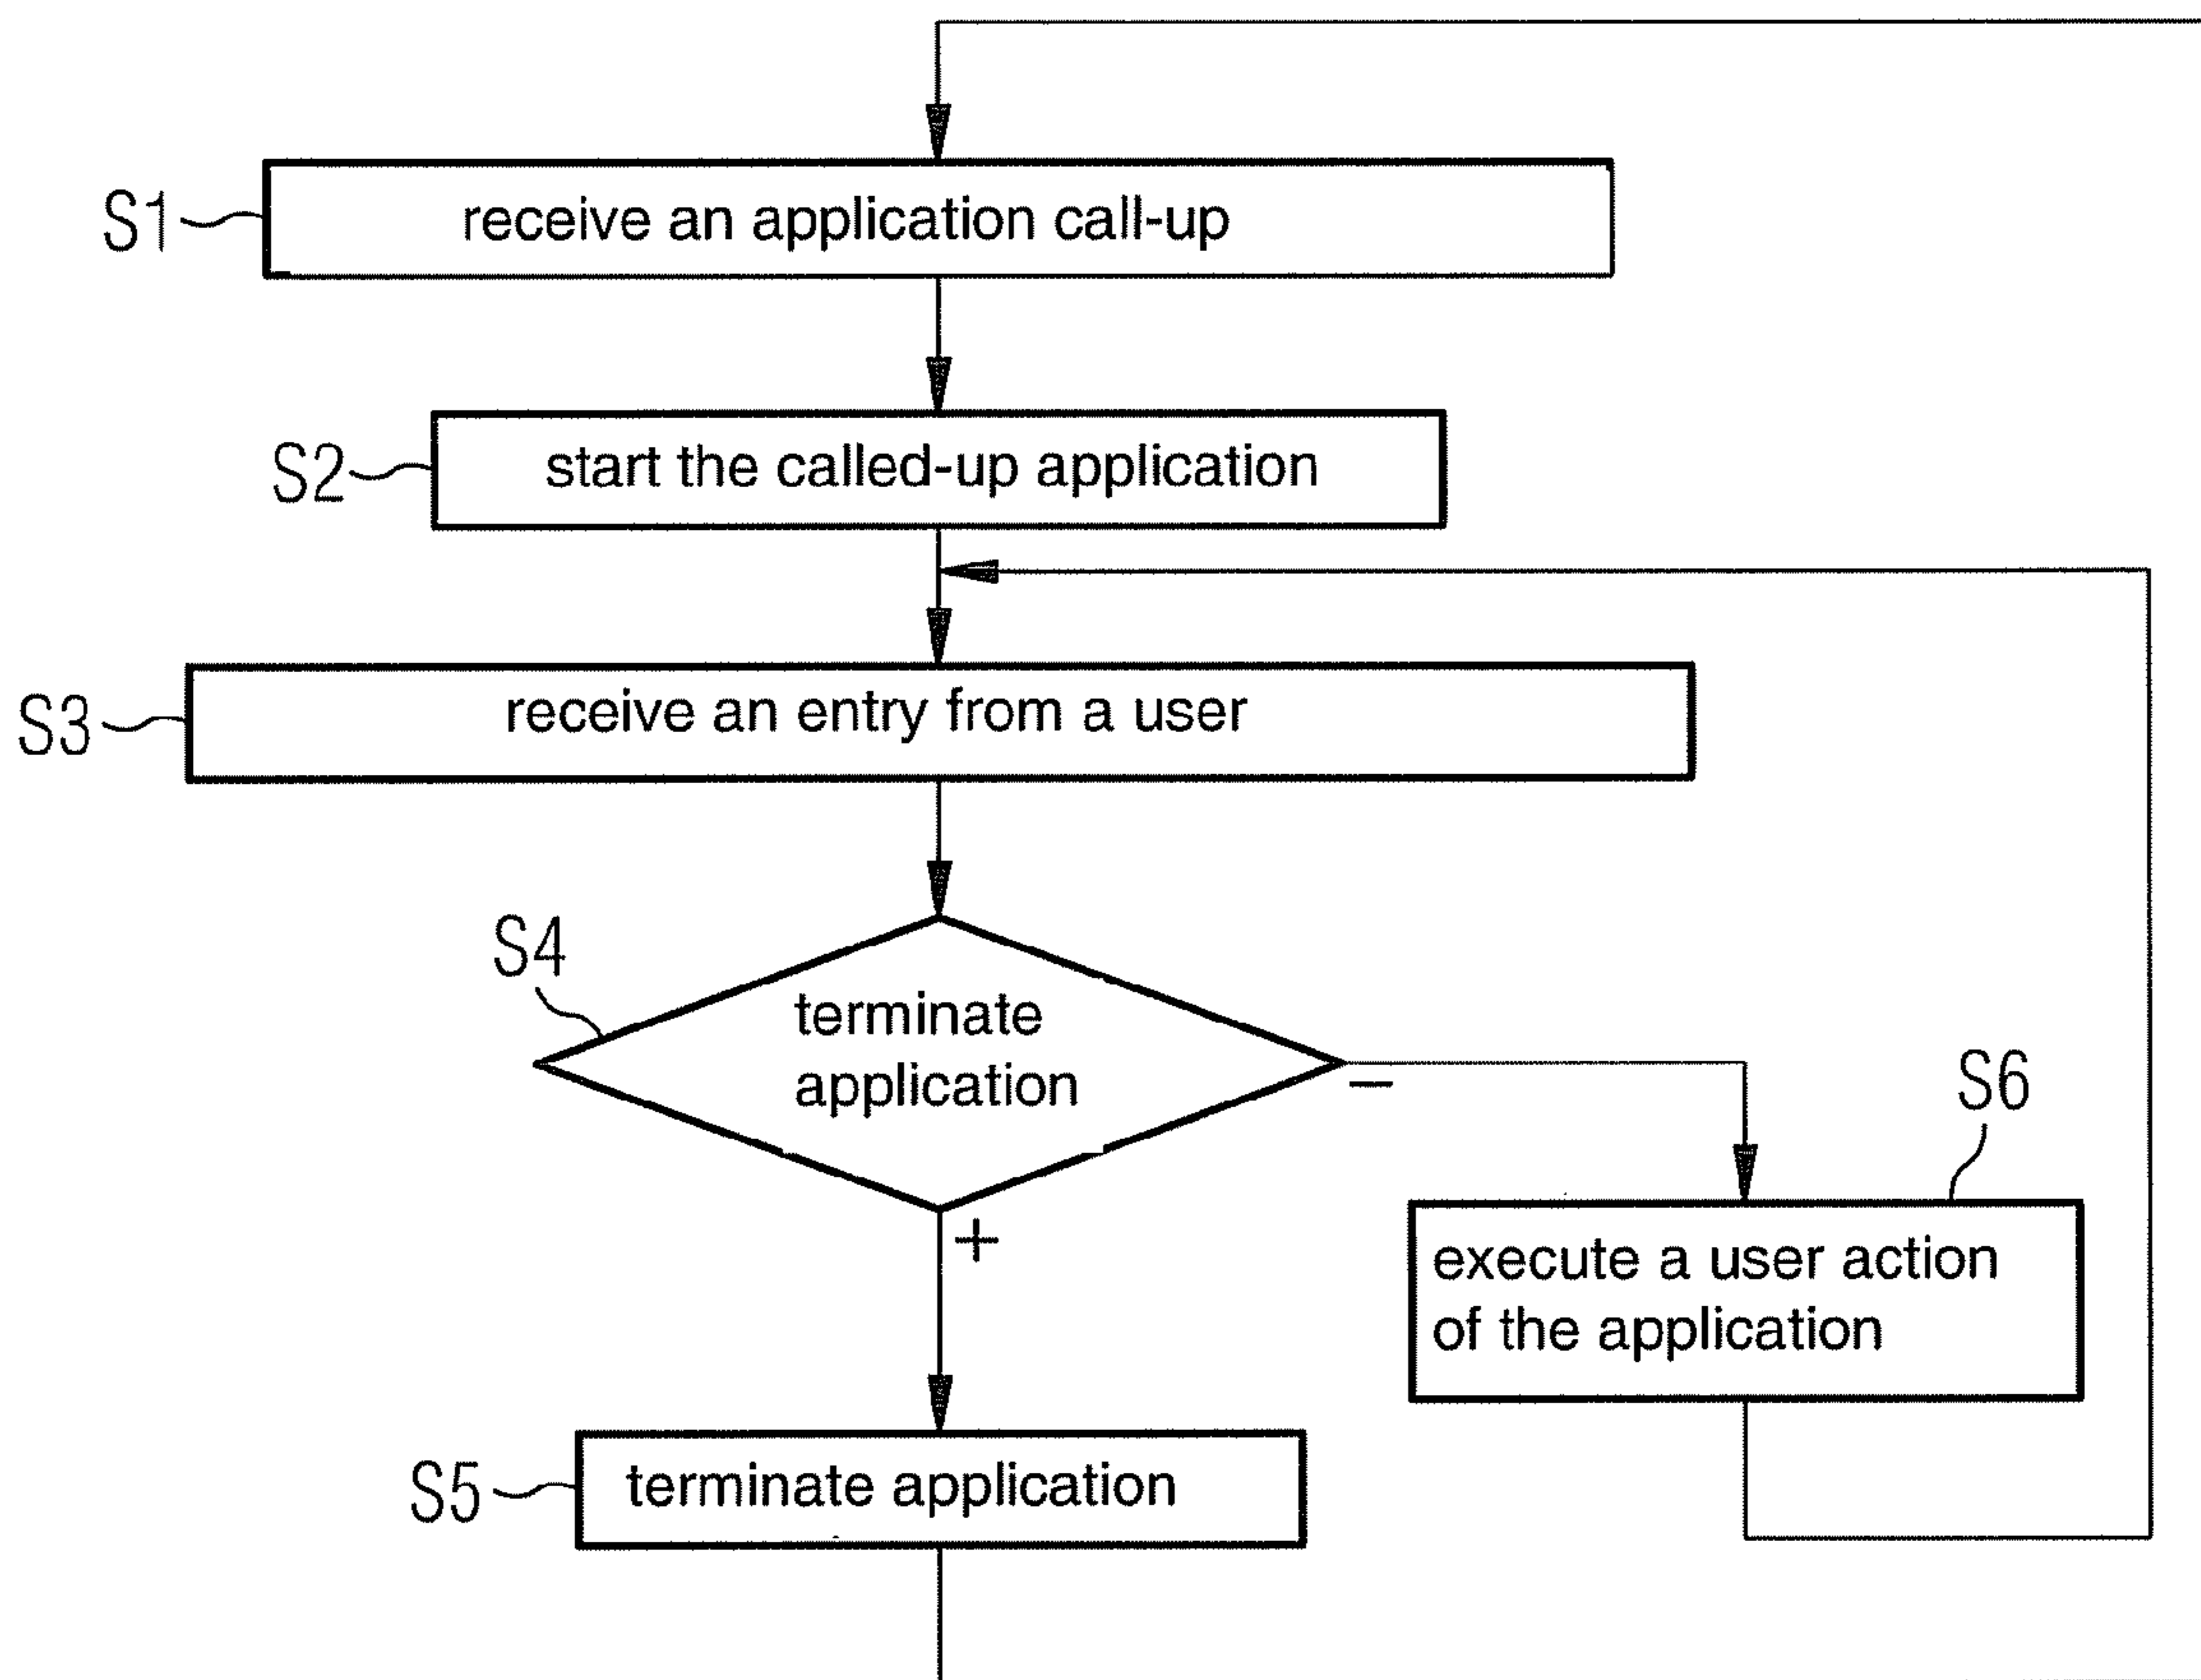 S1
receive an application call-up
S2
start the called-up application
S3
receive an entry from a user
S4
terminate
application
−
+
S6
execute a user action
of the application
S5
terminate application